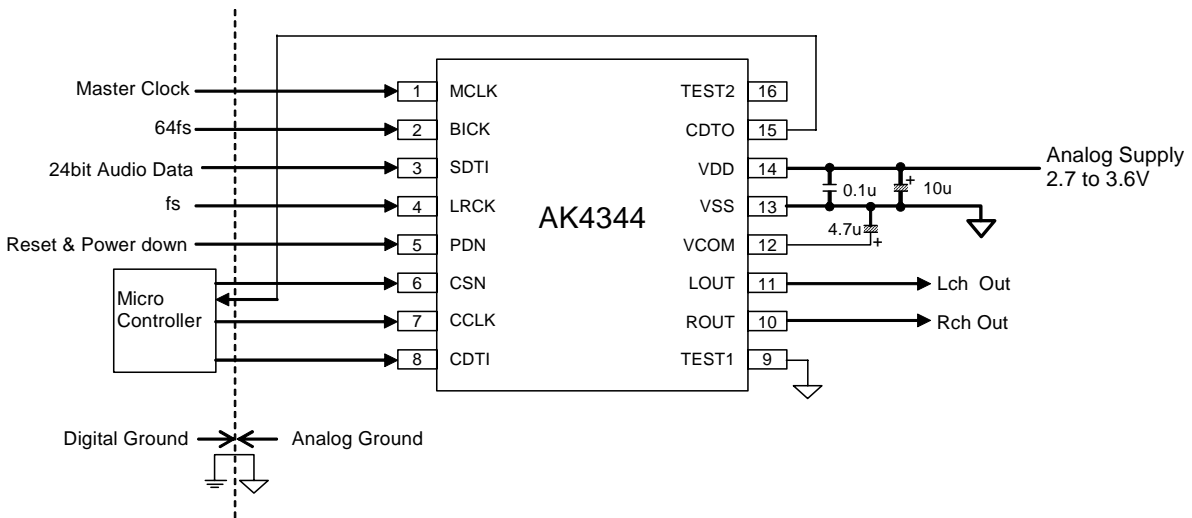 Master Clock
64fs
24bit Audio Data
fs
Reset & Power down
Micro
Controller
1 MCLK
2 BICK
3 SDTI
4 LRCK
5 PDN
6 CSN
7 CCLK
8 CDTI
AK4344
TEST2 16
CDTO 15
VDD 14
VSS 13
VCOM 12
LOUT 11
ROUT 10
TEST1 9
0.1u
+
10u
4.7u
+
Analog Supply
2.7 to 3.6V
Lch Out
Rch Out
Digital Ground
Analog Ground